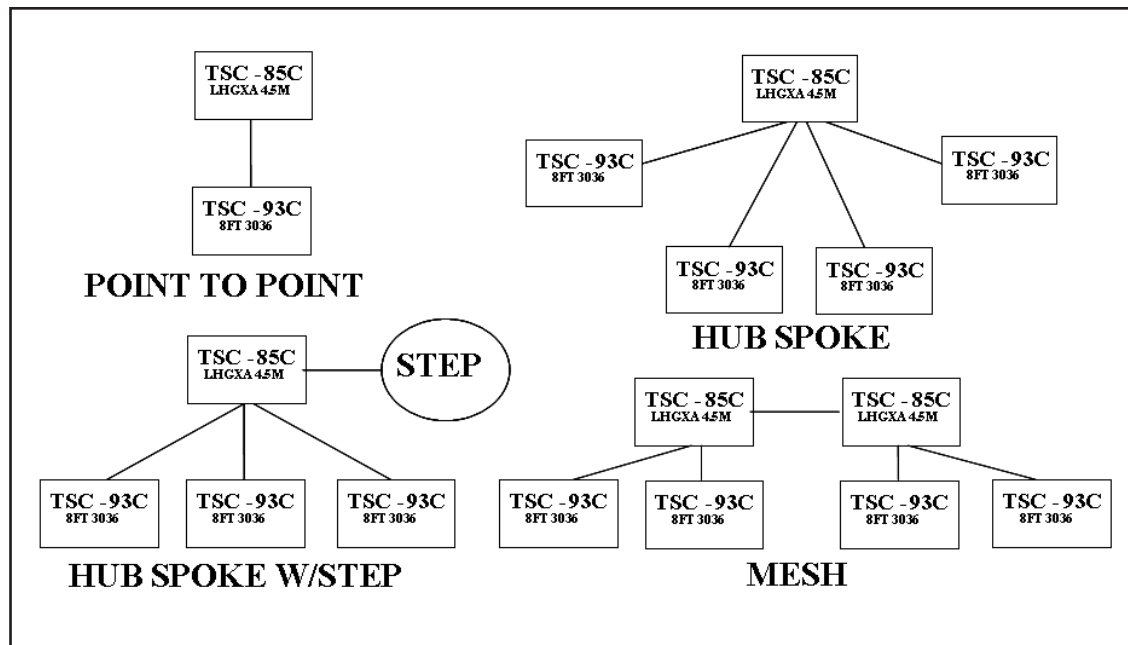 TSC -85C
LHGXA 4.5M
TSC -93C
8FT 3036
POINT TO POINT
TSC -85C
LHGXA 4.5M
TSC -93C
8FT 3036
TSC -93C
8FT 3036
TSC -93C
8FT 3036
TSC -93C
8FT 3036
HUB SPOKE
TSC -85C
LHGXA 4.5M
STEP
TSC -93C
8FT 3036
TSC -93C
8FT 3036
TSC -93C
8FT 3036
HUB SPOKE W/STEP
TSC -85C
LHGXA 4.5M
TSC -85C
LHGXA 4.5M
TSC -93C
8FT 3036
TSC -93C
8FT 3036
TSC -93C
8FT 3036
TSC -93C
8FT 3036
MESH